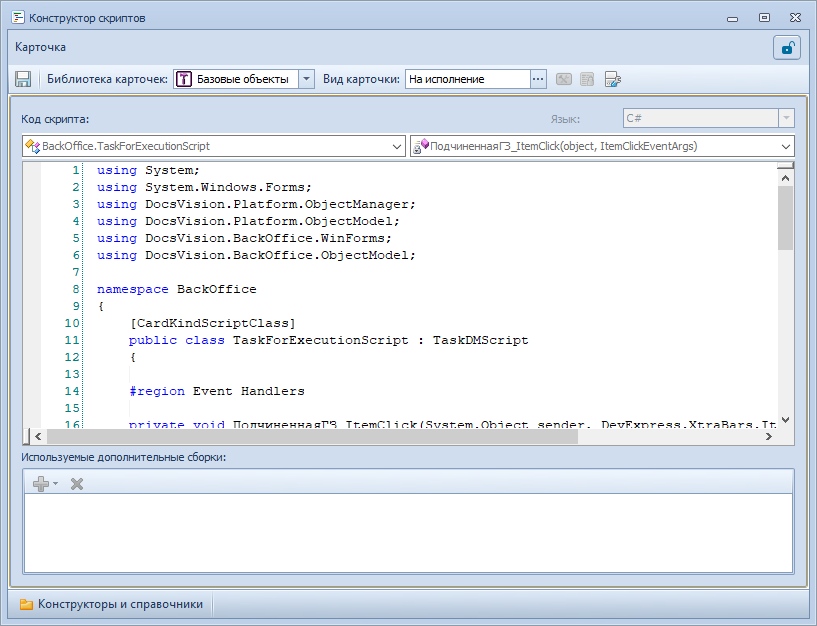 Конструктор скриптов
Карточка
Библиотека карточек: Базовые объекты Вид карточки: На исполнение ...
Код скрипта: Язык: C#
BackOffice.TaskForExecutionScript ПодчиненнаяГЗ_ItemClick(object, ItemClickEventArgs)
1 using System;
2 using System.Windows.Forms;
3 using DocsVision.Platform.ObjectManager;
4 using DocsVision.Platform.ObjectModel;
5 using DocsVision.BackOffice.WinForms;
6 using DocsVision.BackOffice.ObjectModel;
7
8 namespace BackOffice
9 {
10 [CardKindScriptClass]
11 public class TaskForExecutionScript : TaskDMScript
12 {
13
14 #region Event Handlers
15
16 private void ПодчиненнаяГЗ_ItemClick(System.Object sender, DevExpress.XtraBars.It
Используемые дополнительные сборки:
Конструкторы и справочники